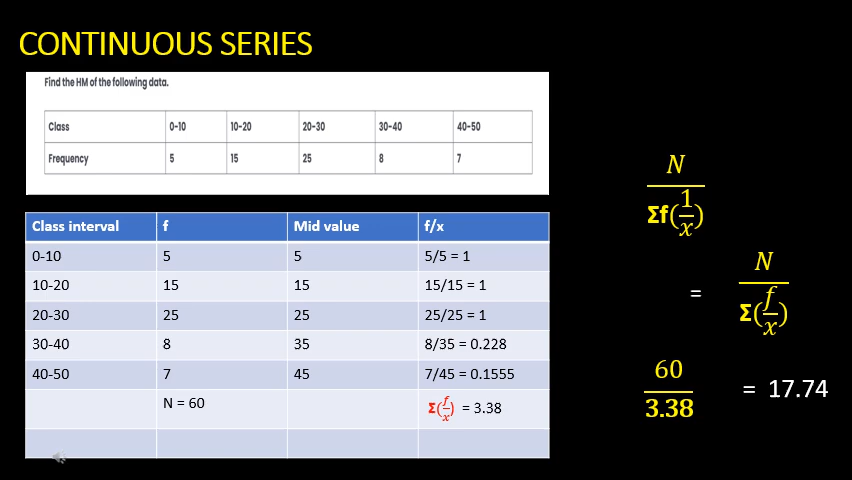 CONTINUOUS SERIES
Find the HM of the following data.
Class 0-10 10-20 20-30 30-40 40-50
Frequency 5 15 25 8 7
Class interval f Mid value f/x
0-10 5 5 5/5 = 1
10-20 15 15 15/15 = 1
20-30 25 25 25/25 = 1
30-40 8 35 8/35 = 0.228
40-50 7 45 7/45 = 0.1555
N = 60 Σ(f/x) = 3.38
N
Σf(1/x)
= N
Σ(f/x)
60
3.38
= 17.74